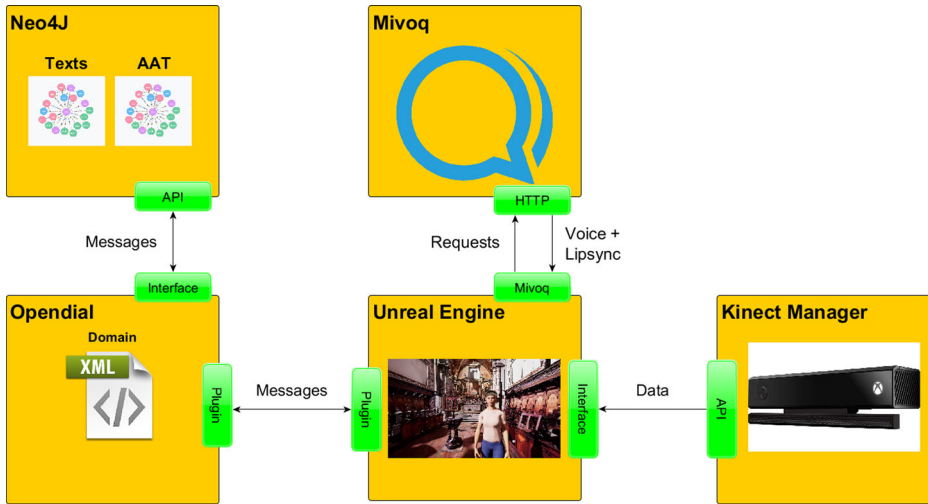 Neo4J
Texts
AAT
API
Mivoq
HTTP
Messages
Requests
Voice +
Lipsync
Interface
Mivoq
Opendial
Domain
XML
</>
Plugin
Messages
Unreal Engine
Plugin
Interface
Data
Kinect Manager
API